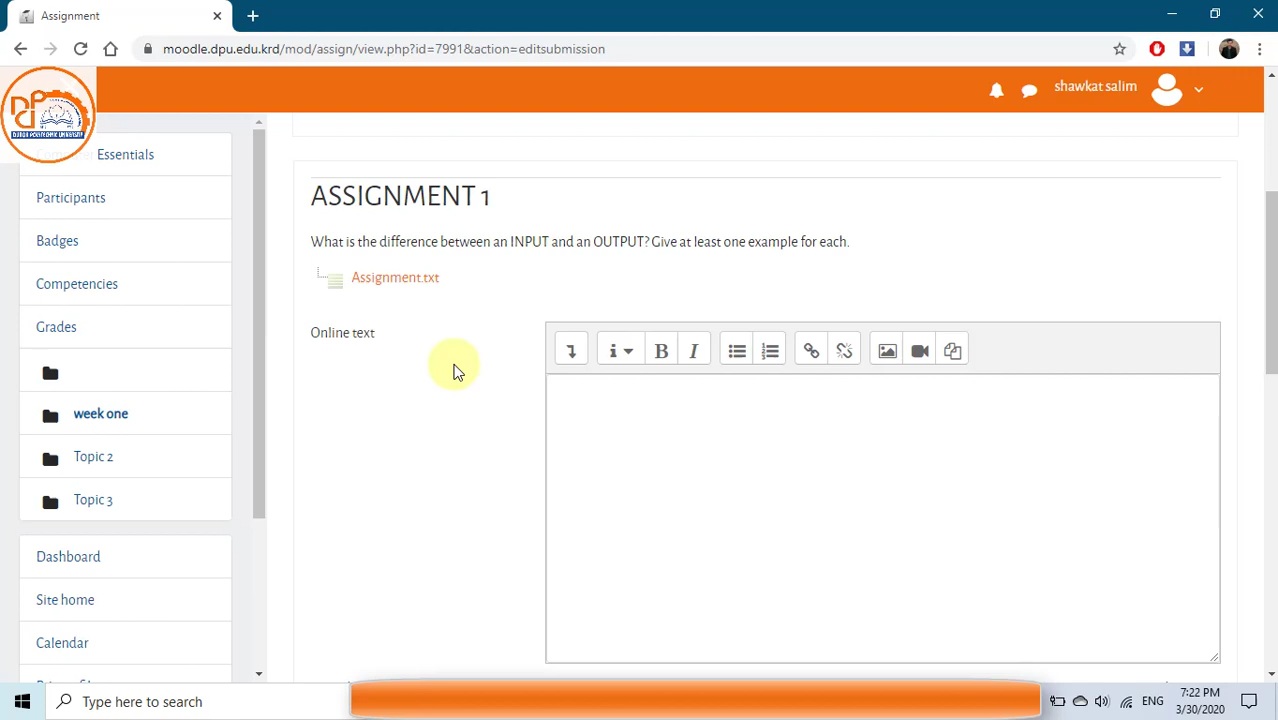 Assignment
moodle.dpu.edu.krd/mod/assign/view.php?id=7991&action=editsubmission
DUHOK POLYTECHNIC UNIVERSITY
shawkat salim
Essentials
Participants
Badges
Competencies
Grades
week one
Topic 2
Topic 3
Dashboard
Site home
Calendar
ASSIGNMENT 1
What is the difference between an INPUT and an OUTPUT? Give at least one example for each.
Assignment.txt
Online text
B I
Type here to search
ENG
7:22 PM
3/30/2020